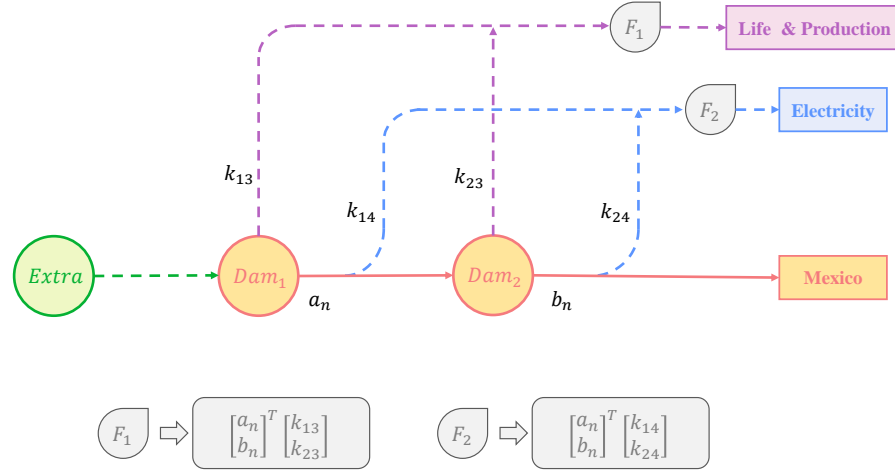 F₁
Life & Production
F₂
Electricity
k₁₃
k₂₃
k₁₄
k₂₄
Extra
Dam₁
Dam₂
Mexico
aₙ
bₙ
F₁
[aₙ bₙ]ᵀ [k₁₃ k₂₃]
F₂
[aₙ bₙ]ᵀ [k₁₄ k₂₄]